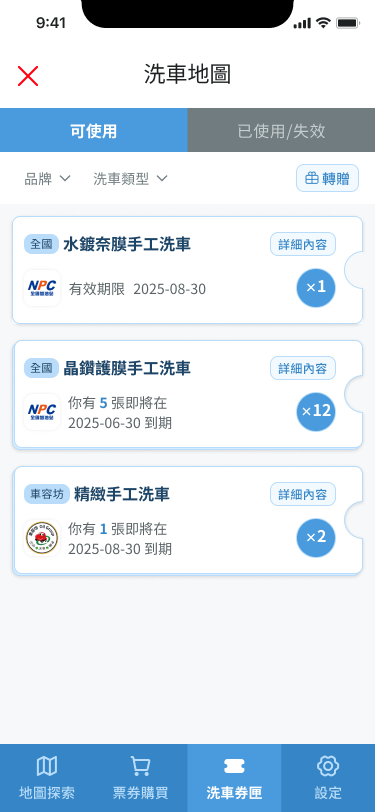 9:41
洗車地圖
可使用
已使用/失效
品牌
洗車類型
轉贈
全國
水鍍奈膜手工洗車
詳細內容
NPC
有效期限 2025-08-30
×1
全國
晶鑽護膜手工洗車
詳細內容
NPC
你有 5 張即將在
2025-06-30 到期
×12
車容坊
精緻手工洗車
詳細內容
你有 1 張即將在
2025-08-30 到期
×2
地圖探索
票券購買
洗車券匣
設定